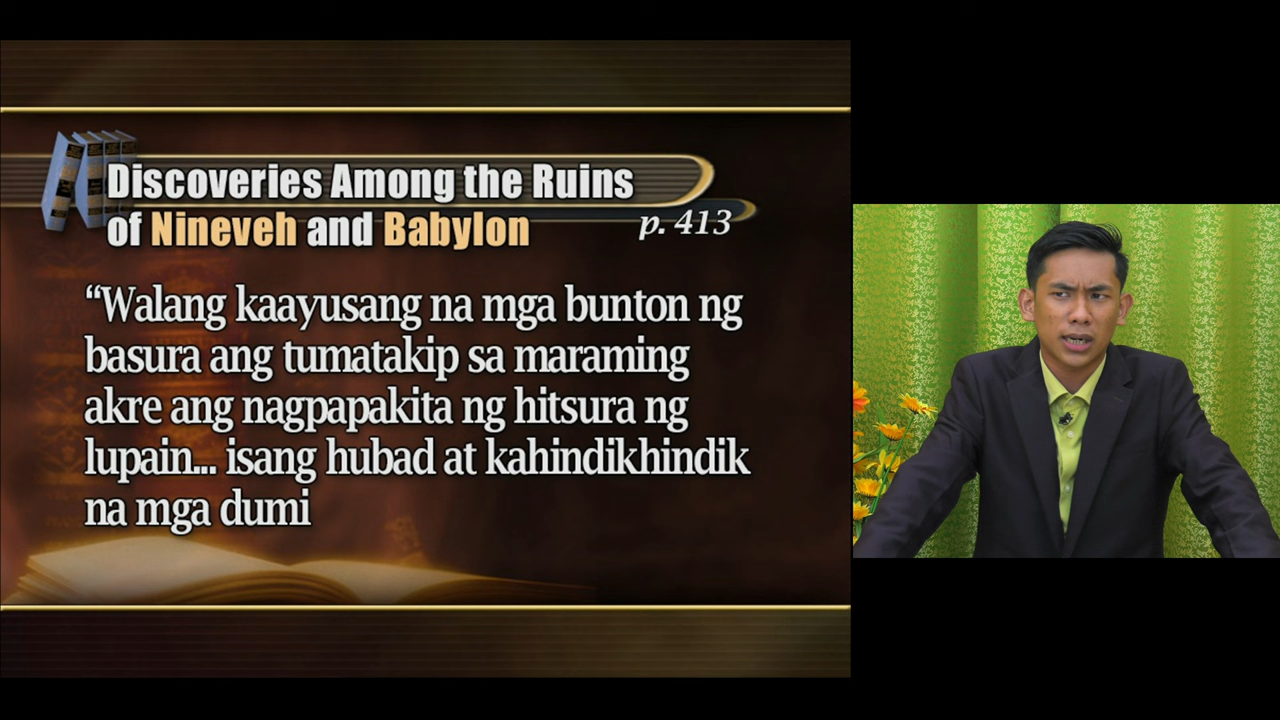 Discoveries Among the Ruins
of Nineveh and Babylon
p. 413
“Walang kaayusang na mga bunton ng
basura ang tumatakip sa maraming
akre ang nagpapakita ng hitsura ng
lupain... isang hubad at kahindikhindik
na mga dumi